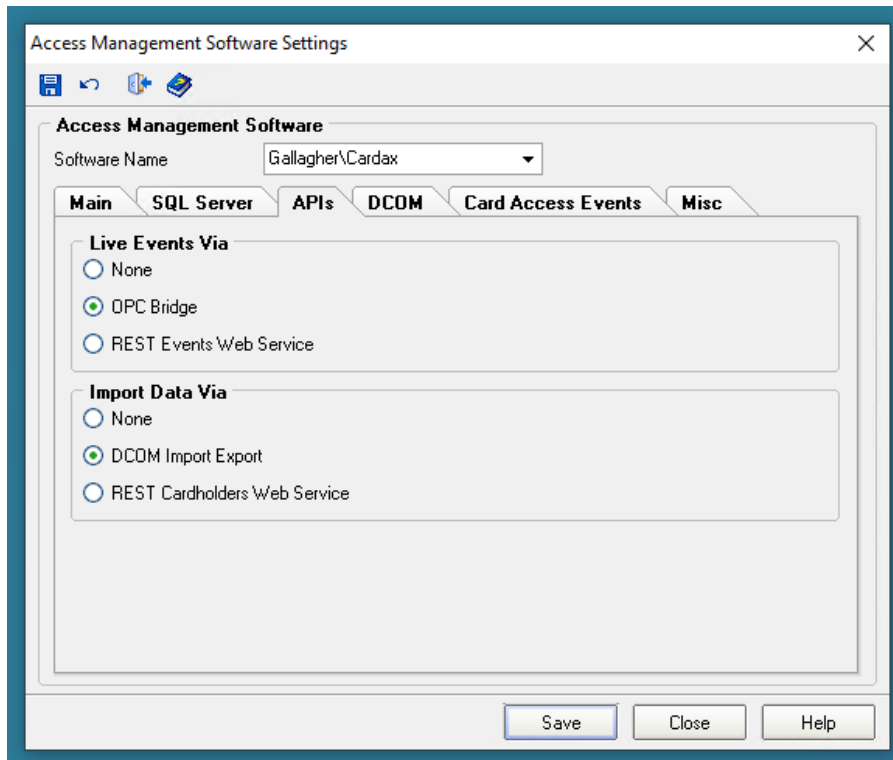 Access Management Software Settings
Access Management Software
Software Name Gallagher\Cardax
Main SQL Server APIs DCOM Card Access Events Misc
Live Events Via
None
OPC Bridge
REST Events Web Service
Import Data Via
None
DCOM Import Export
REST Cardholders Web Service
Save Close Help